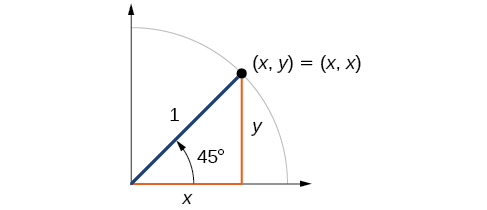 (x, y) = (x, x)
1
y
45°
x